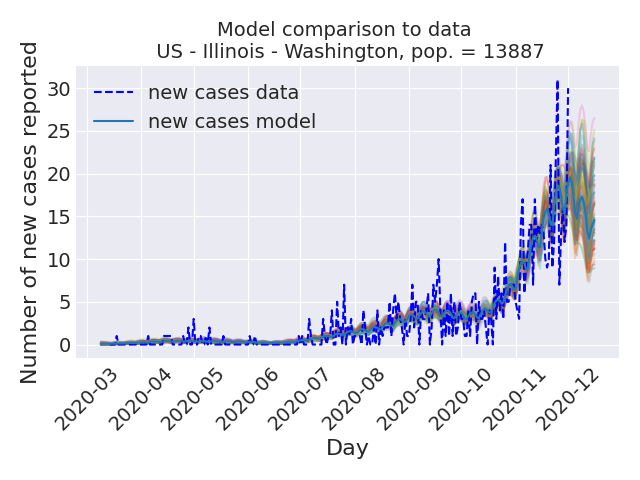 Model comparison to data
US - Illinois - Washington, pop. = 13887
Number of new cases reported
30
25
20
15
10
5
0
new cases data
new cases model
2020-03
2020-04
2020-05
2020-06
2020-07
2020-08
2020-09
2020-10
2020-11
2020-12
Day